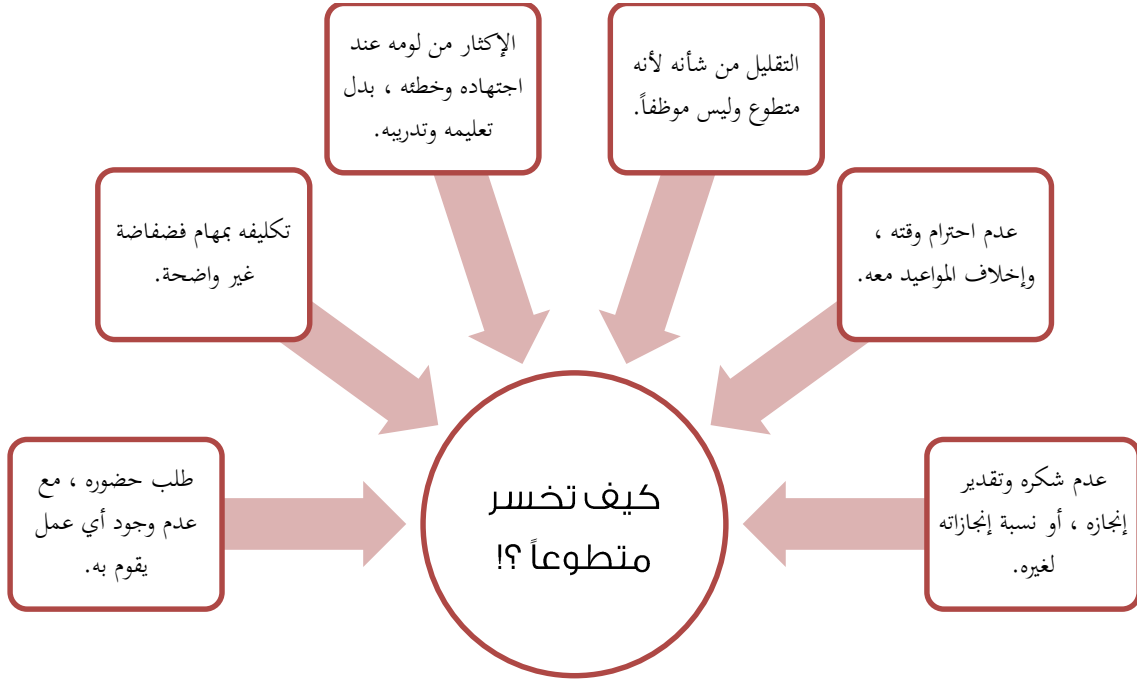 عدم شكره وتقدير
إنجازه ، أو نسبة إنجازاته
لغيره.
عدم احترام وقته ،
وإخلاف المواعيد معه.
التقليل من شأنه لأنه
متطوع وليس موظفاً.
الإكثار من لومه عند
اجتهاده وخطئه ، بدل
تعليمه وتدريبه.
تكليفه بمهام فضفاضة
غير واضحة.
طلب حضوره ، مع
عدم وجود أي عمل
يقوم به.
كيف تخسر
متطوعاً ؟!